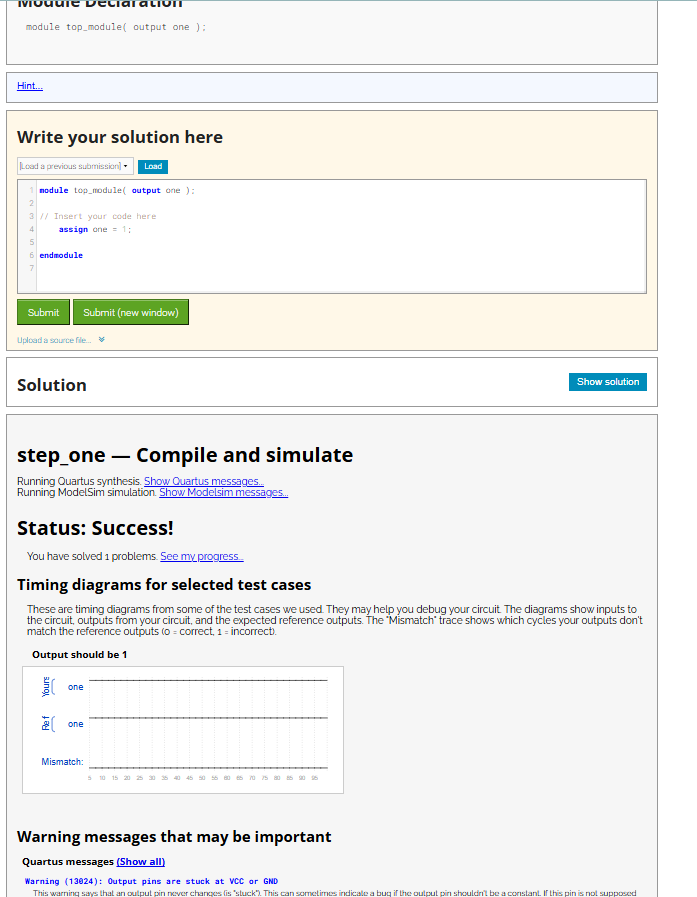 Module Declaration
module top_module( output one );
Hint...
Write your solution here
[Load a previous submission]
Load
1 module top_module( output one );
2
3 // Insert your code here
4 assign one = 1;
5
6 endmodule
7
Submit
Submit (new window)
Upload a source file...
Solution
Show solution
step_one — Compile and simulate
Running Quartus synthesis. Show Quartus messages...
Running ModelSim simulation. Show Modelsim messages...
Status: Success!
You have solved 1 problems. See my progress...
Timing diagrams for selected test cases
These are timing diagrams from some of the test cases we used. They may help you debug your circuit. The diagrams show inputs to
the circuit, outputs from your circuit, and the expected reference outputs. The "Mismatch" trace shows which cycles your outputs don't
match the reference outputs (0 = correct, 1 = incorrect).
Output should be 1
Yours one
Ref one
Mismatch:
5 10 15 20 25 30 35 40 45 50 55 60 65 70 75 80 85 90 95
Warning messages that may be important
Quartus messages (Show all)
Warning (13024): Output pins are stuck at VCC or GND
This warning says that an output pin never changes (is "stuck"). This can sometimes indicate a bug if the output pin shouldn't be a constant. If this pin is not supposed